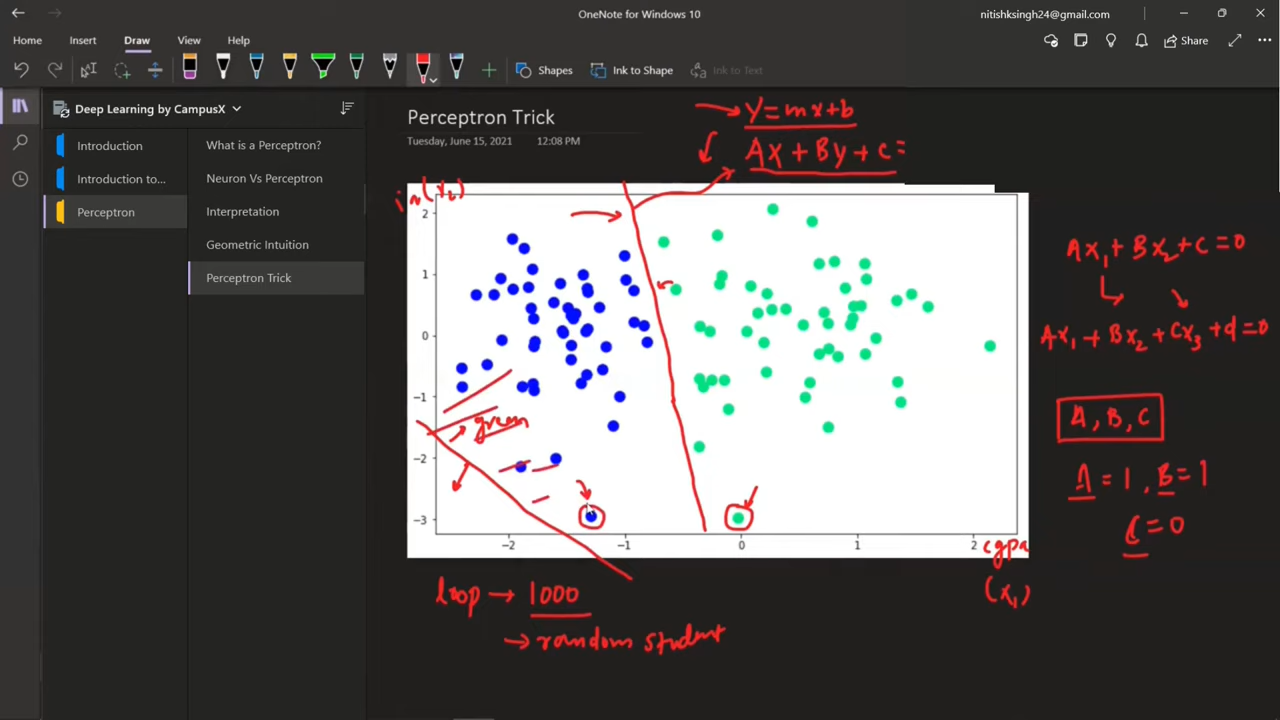 OneNote for Windows 10
nitishksingh24@gmail.com
Home Insert Draw View Help
Shapes Ink to Shape Ink to Text Share
Deep Learning by CampusX
Introduction
Introduction to...
Perceptron
What is a Perceptron?
Neuron Vs Perceptron
Interpretation
Geometric Intuition
Perceptron Trick
Perceptron Trick
Tuesday, June 15, 2021 12:08 PM
Y=mx+b
Ax+By+c=
2
1
0
−1
−2
−3
−2 −1 0 1 2
green
cgpa
(x₁)
Ax₁+Bx₂+c=0
Ax₁+Bx₂+Cx₃+d=0
A,B,C
A=1, B=1
C=0
loop → 1000
→ random student